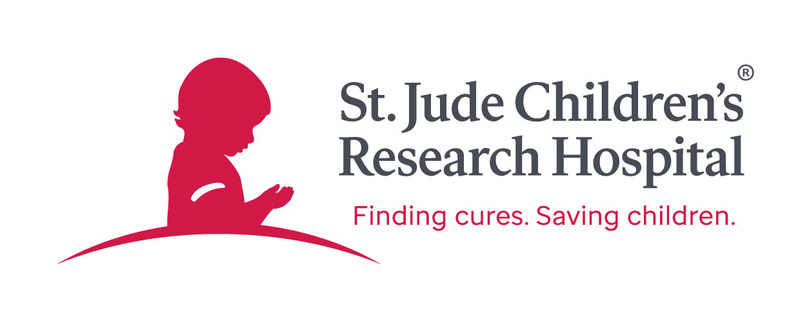 St. Jude Children’s®
Research Hospital
Finding cures. Saving children.